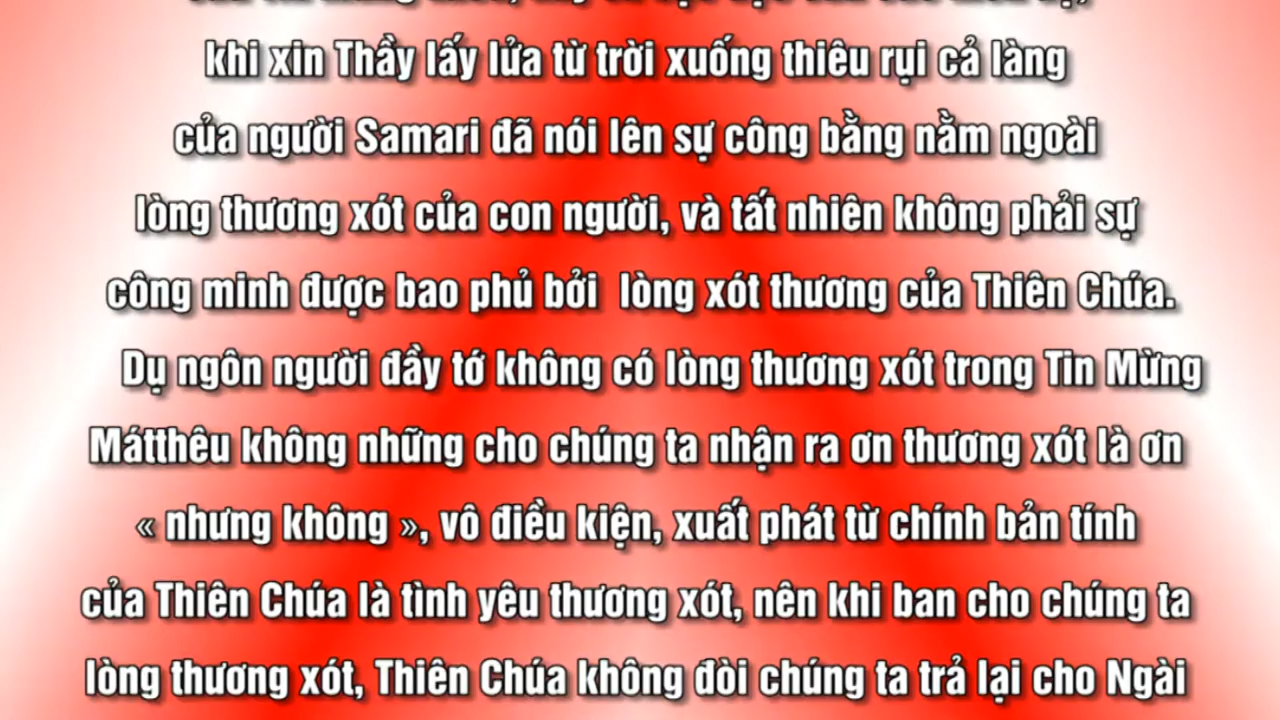 khi xin Thầy lấy lửa từ trời xuống thiêu rụi cả làng
của người Samari đã nói lên sự công bằng nằm ngoài
lòng thương xót của con người, và tất nhiên không phải sự
công minh được bao phủ bởi lòng xót thương của Thiên Chúa.
Dụ ngôn người đầy tớ không có lòng thương xót trong Tin Mừng
Mátthêu không những cho chúng ta nhận ra ơn thương xót là ơn
« nhưng không », vô điều kiện, xuất phát từ chính bản tính
của Thiên Chúa là tình yêu thương xót, nên khi ban cho chúng ta
lòng thương xót, Thiên Chúa không đòi chúng ta trả lại cho Ngài